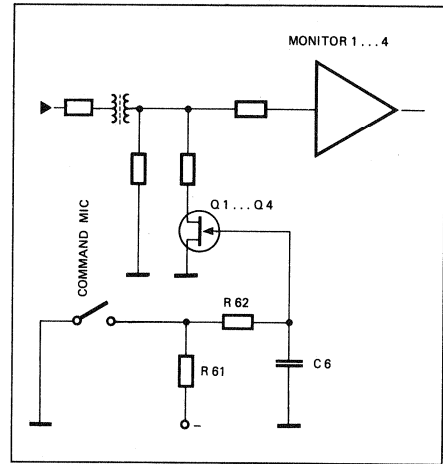 MONITOR 1 . . . 4
Q 1 . . . Q 4
COMMAND MIC
R 62
R 61
C 6
–